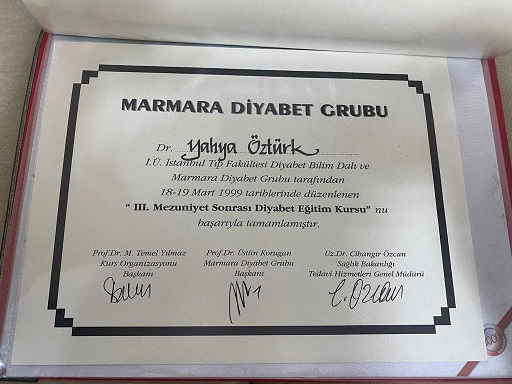 MARMARA DİYABET GRUBU
Dr. Yahya Öztürk
İ.Ü. İstanbul Tıp Fakültesi Diyabet Bilim Dalı ve
Marmara Diyabet Grubu tarafından
18-19 Mart 1999 tarihlerinde düzenlenen
“ III. Mezuniyet Sonrası Diyabet Eğitim Kursu” nu
başarıyla tamamlamıştır.
Prof.Dr. M. Temel Yılmaz
Kurs Organizasyonu
Başkanı
Prof.Dr. Üstün Korugan
Marmara Diyabet Grubu
Başkanı
Uz.Dr. Cihangir Özcan
Sağlık Bakanlığı
Tedavi Hizmetleri Genel Müdürü
C. Özcan